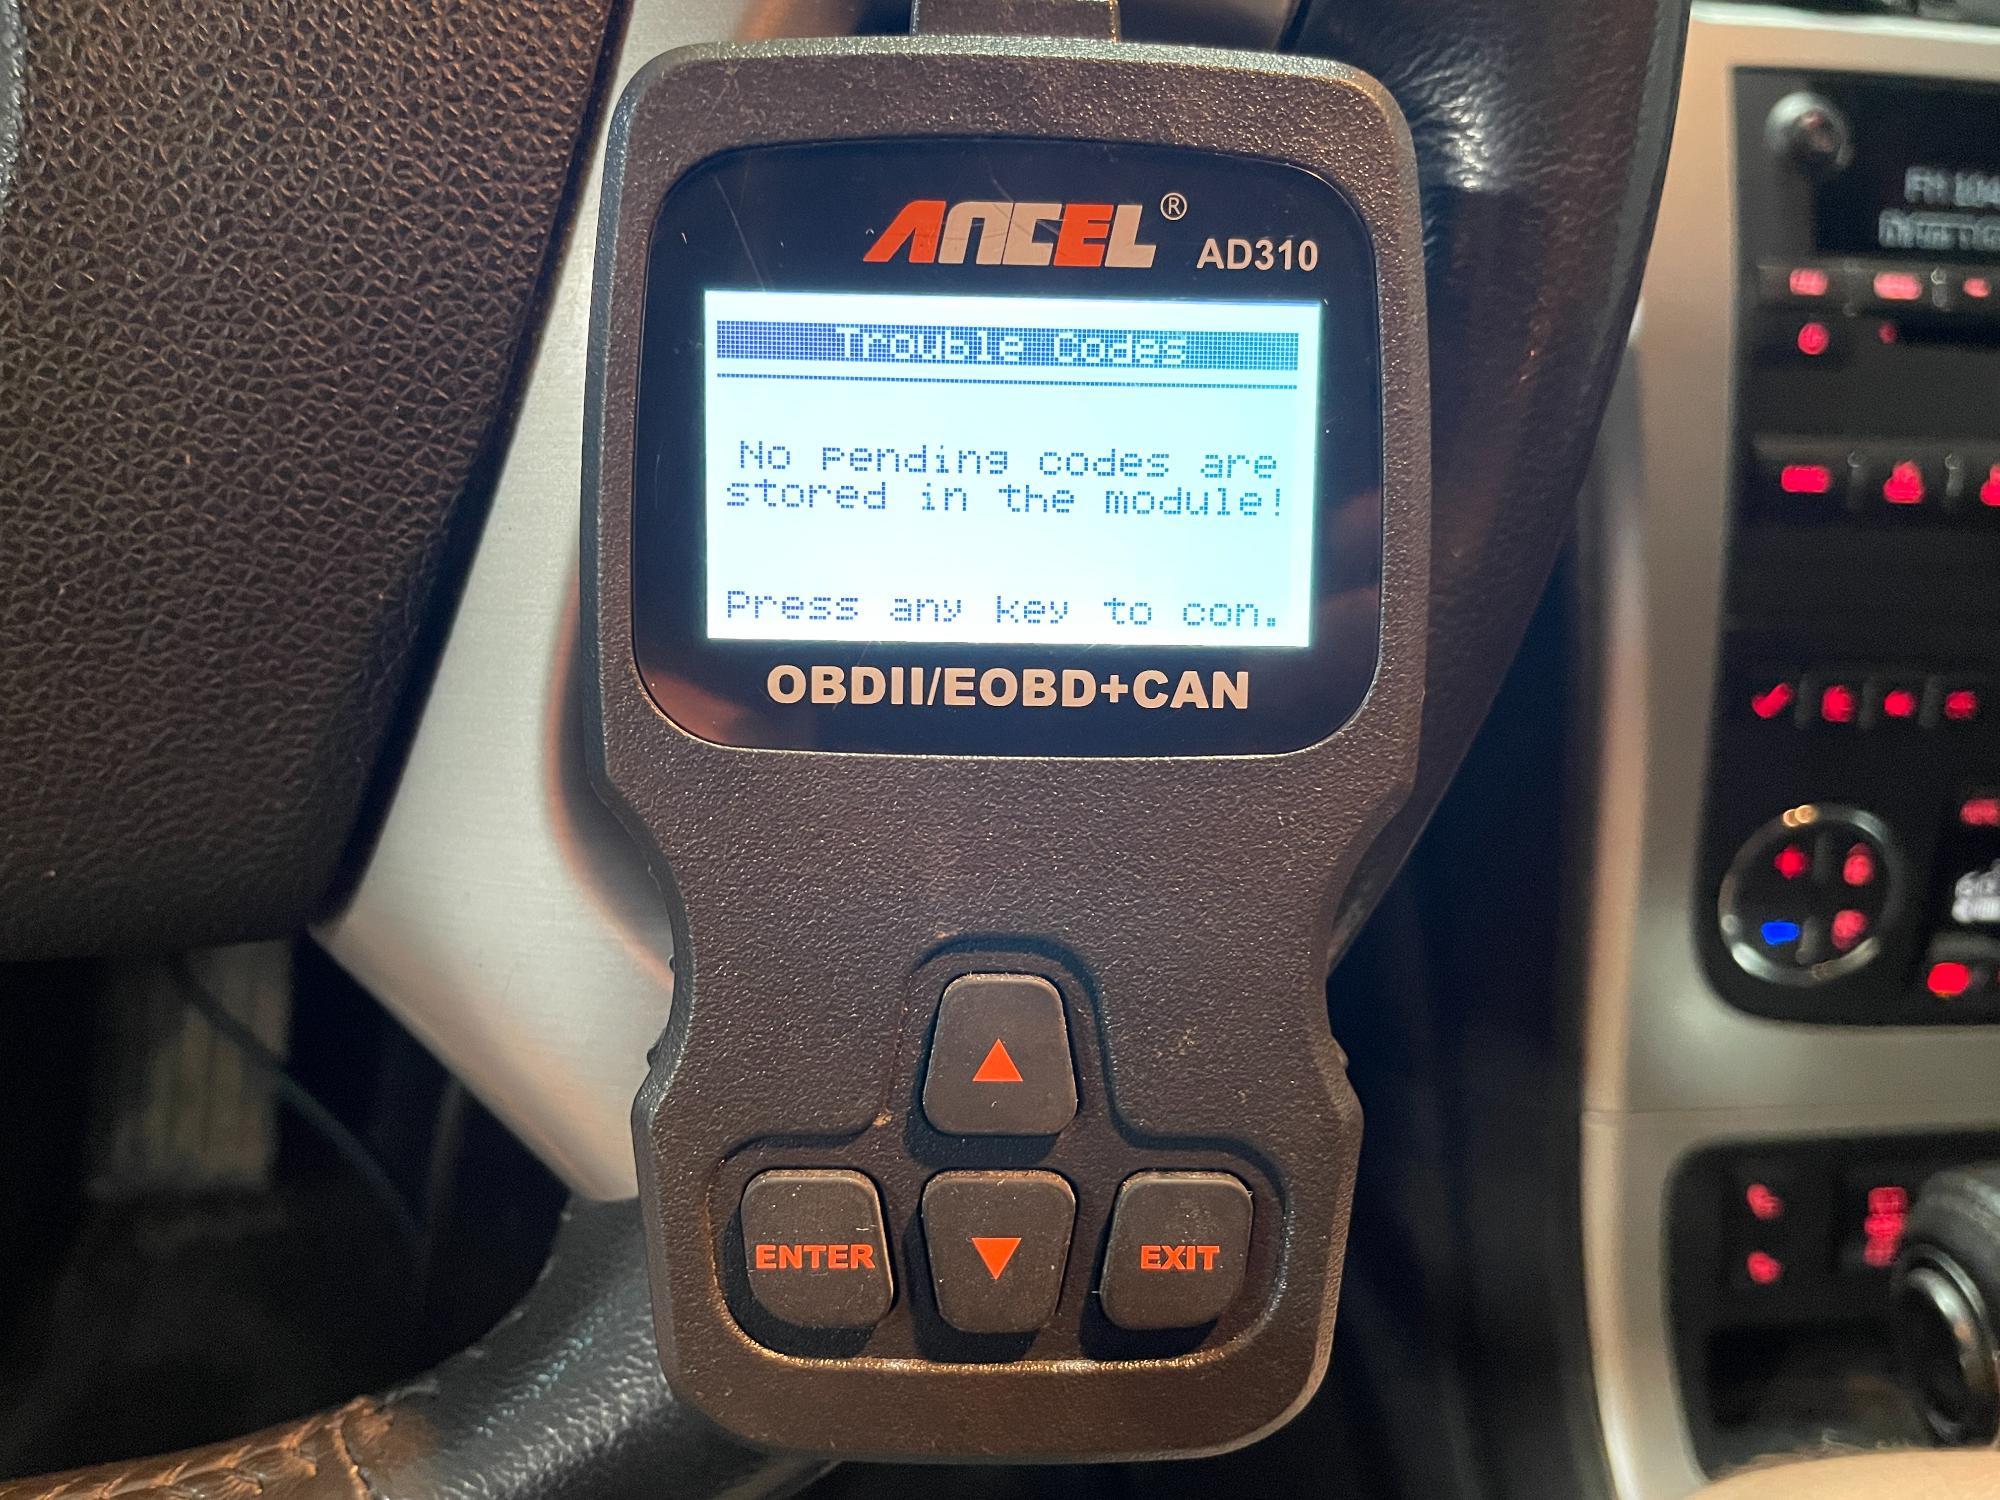 ANCEL® AD310
Trouble Codes
No pending codes are
stored in the module!
Press any key to con.
OBDII/EOBD+CAN
ENTER
EXIT